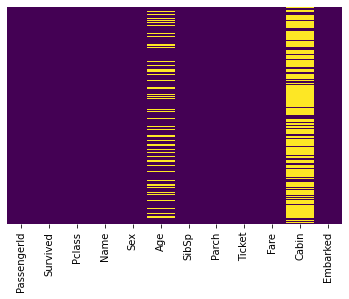 PassengerId
Survived
Pclass
Name
Sex
Age
SibSp
Parch
Ticket
Fare
Cabin
Embarked